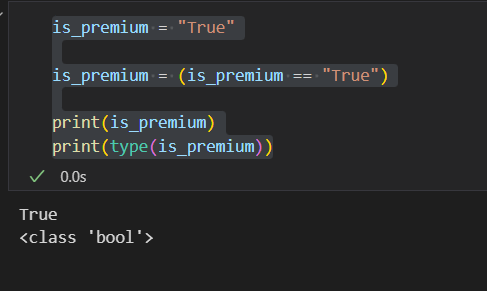 is_premium = "True"
is_premium = (is_premium == "True")
print(is_premium)
print(type(is_premium))
0.0s
True
<class 'bool'>